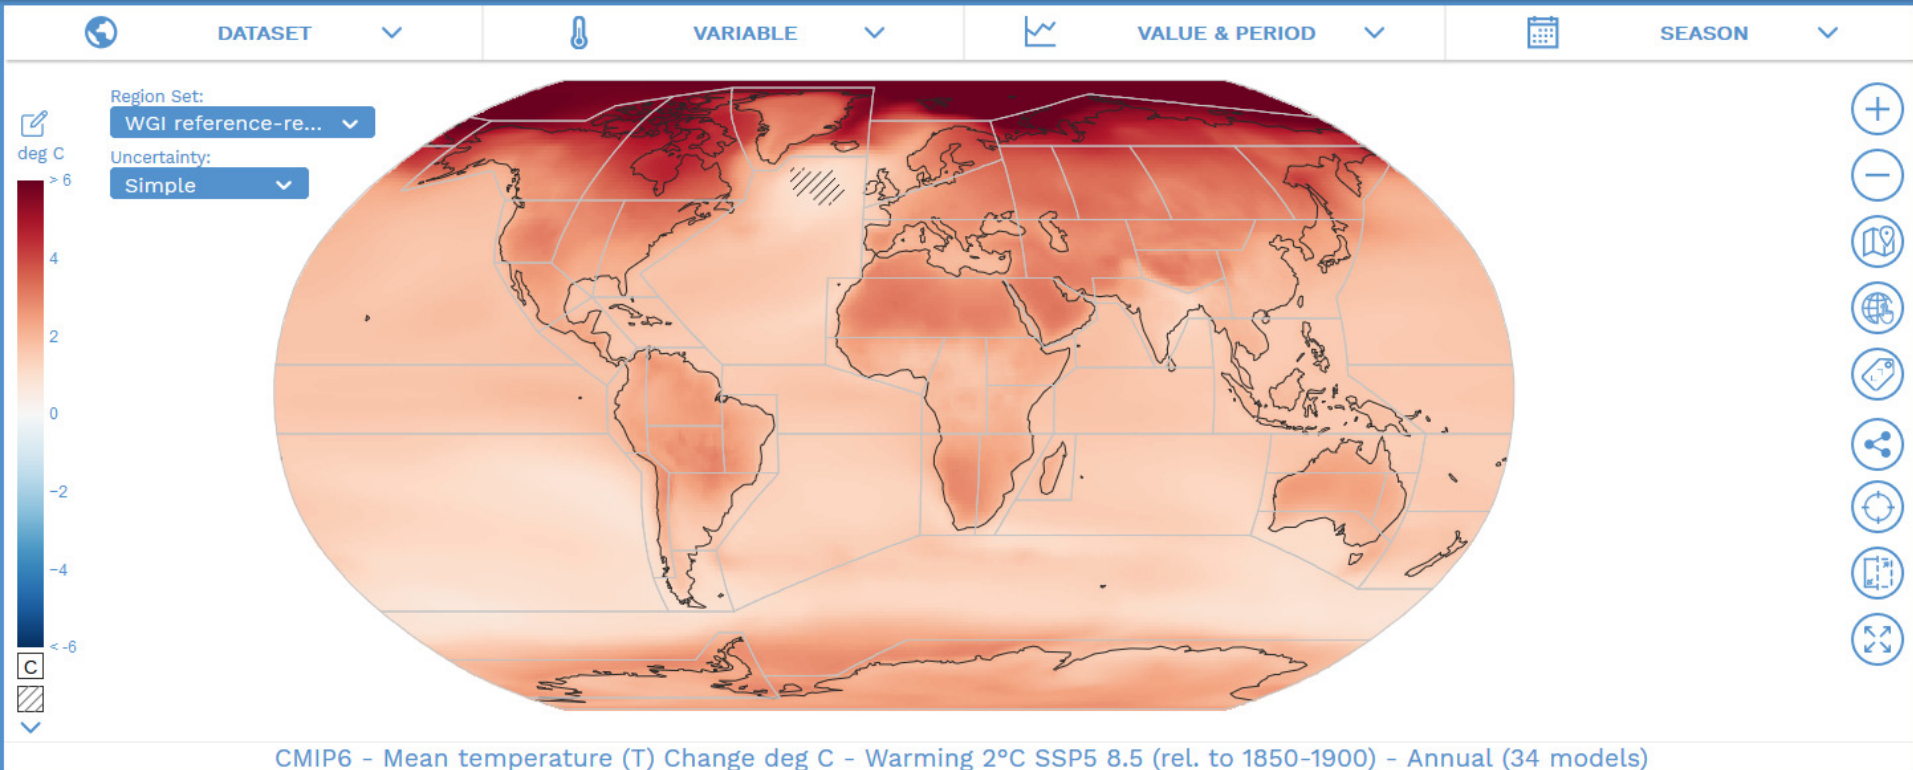 DATASET
VARIABLE
VALUE & PERIOD
SEASON
Region Set:
WGI reference-re...
Uncertainty:
Simple
deg C
> 6
4
2
0
−2
−4
< -6
C
CMIP6 - Mean temperature (T) Change deg C - Warming 2°C SSP5 8.5 (rel. to 1850-1900) - Annual (34 models)